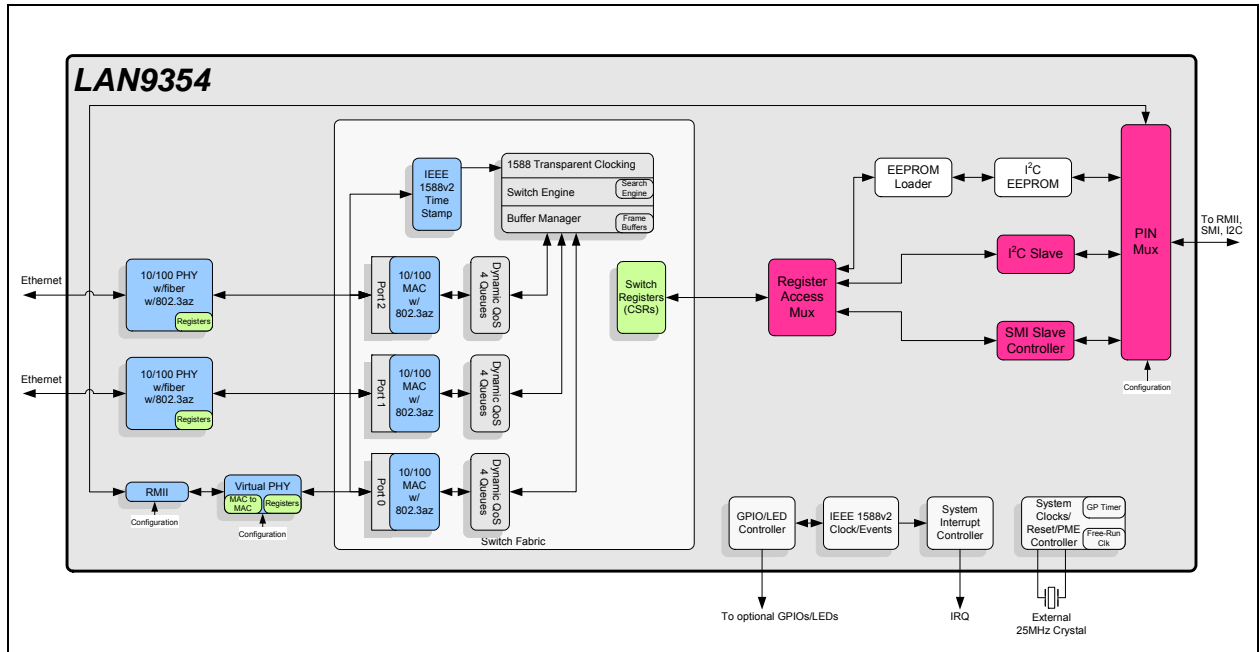 LAN9354
IEEE
1588v2
Time
Stamp
1588 Transparent Clocking
Switch Engine
Search
Engine
Buffer Manager
Frame
Buffers
EEPROM
Loader
I2C
EEPROM
PIN
Mux
To RMII,
SMI, I2C
I2C Slave
Register
Access
Mux
SMI Slave
Controller
Configuration
Switch
Registers
(CSRs)
Ethernet
10/100 PHY
w/fiber
w/802.3az
Registers
Port 2
10/100
MAC
w/
802.3az
Dynamic QoS
4 Queues
Ethernet
10/100 PHY
w/fiber
w/802.3az
Registers
Port 1
10/100
MAC
w/
802.3az
Dynamic QoS
4 Queues
RMII
Configuration
Virtual PHY
MAC to
MAC
Registers
Configuration
Port 0
10/100
MAC
w/
802.3az
Dynamic QoS
4 Queues
Switch Fabric
GPIO/LED
Controller
IEEE 1588v2
Clock/Events
System
Interrupt
Controller
System
Clocks/
Reset/PME
Controller
GP Timer
Free-Run
Clk
To optional GPIOs/LEDs
IRQ
External
25MHz Crystal